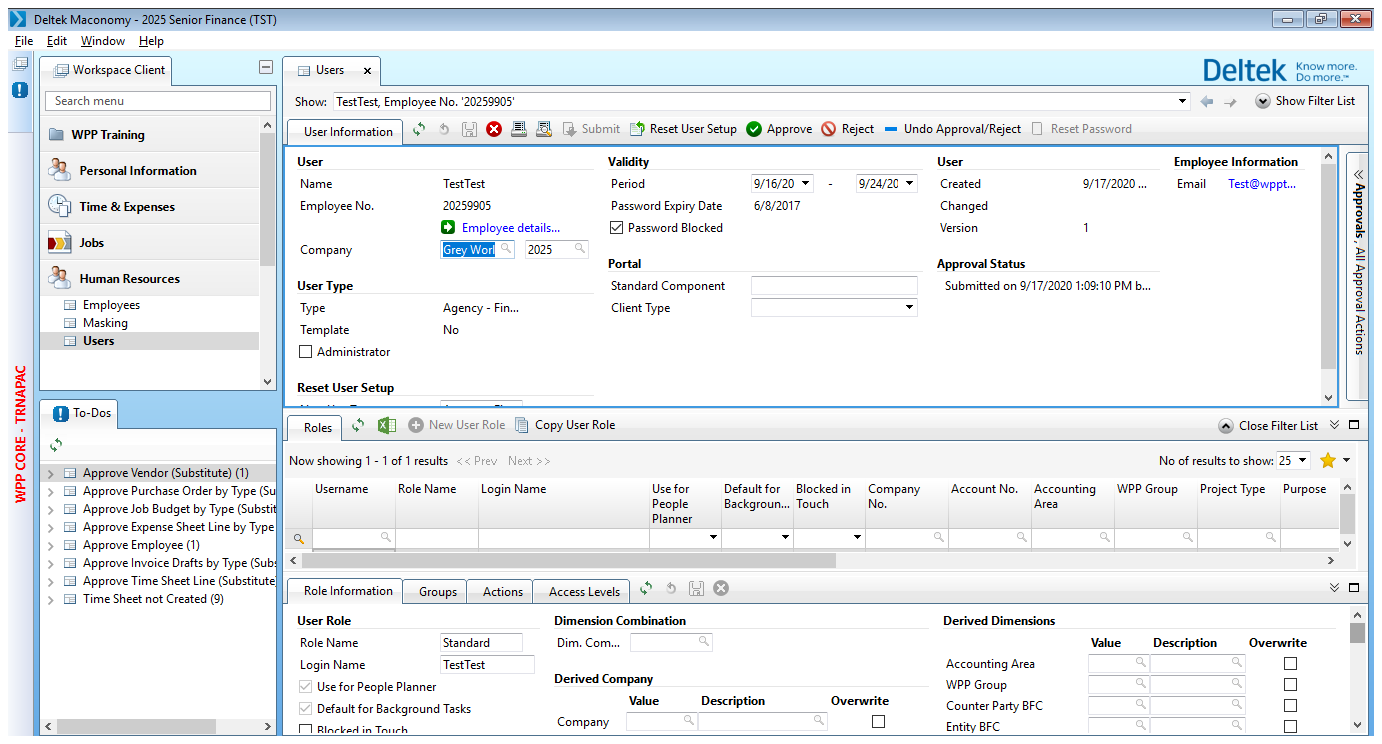 Deltek Maconomy - 2025 Senior Finance (TST)
File Edit Window Help
Workspace Client
Search menu
WPP Training
Personal Information
Time & Expenses
Jobs
Human Resources
Employees
Masking
Users
WPP CORE - TRNAPAC
To-Dos
Approve Vendor (Substitute) (1)
Approve Purchase Order by Type (Su
Approve Job Budget by Type (Substit
Approve Expense Sheet Line by Type
Approve Employee (1)
Approve Invoice Drafts by Type (Subs
Approve Time Sheet Line (Substitute
Time Sheet not Created (9)
Users
Deltek Know more. Do more.™
Show: TestTest, Employee No. '20259905' Show Filter List
User Information Submit Reset User Setup Approve Reject Undo Approval/Reject Reset Password
User
Name TestTest
Employee No. 20259905
Employee details...
Company Grey Worl 2025
User Type
Type Agency - Fin...
Template No
Administrator
Reset User Setup
Validity
Period 9/16/20 - 9/24/20
Password Expiry Date 6/8/2017
Password Blocked
Portal
Standard Component
Client Type
User
Created 9/17/2020 ...
Changed
Version 1
Approval Status
Submitted on 9/17/2020 1:09:10 PM b...
Employee Information
Email Test@wppt...
Approvals , All Approval Actions
Roles New User Role Copy User Role Close Filter List
Now showing 1 - 1 of 1 results << Prev Next >> No of results to show: 25
Username Role Name Login Name Use for People Planner Default for Backgroun... Blocked in Touch Company No. Account No. Accounting Area WPP Group Project Type Purpose
Role Information Groups Actions Access Levels
User Role
Role Name Standard
Login Name TestTest
Use for People Planner
Default for Background Tasks
Blocked in Touch
Dimension Combination
Dim. Com...
Derived Company
Value Description Overwrite
Company
Derived Dimensions
Value Description Overwrite
Accounting Area
WPP Group
Counter Party BFC
Entity BFC